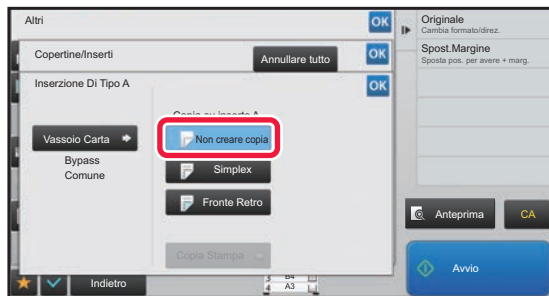 Altri
OK
Copertine/Inserti
Annullare tutto
OK
Inserzione Di Tipo A
OK
Copia su inserto A
Vassoio Carta
Bypass
Comune
Non creare copia
Simplex
Fronte Retro
Copia Stampa
Indietro
B4
A3
4
Originale
Cambia formato/direz.
Spost.Margine
Sposta pos. per avere + marg.
Anteprima
CA
Avvio